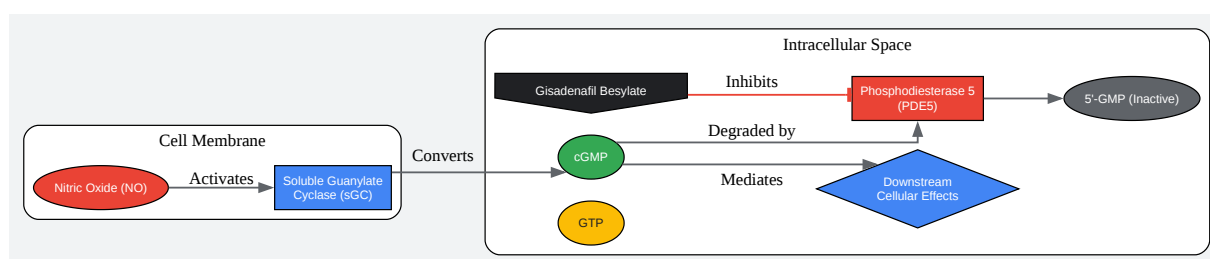 Intracellular Space
Gisadenafil Besylate
Inhibits
Phosphodiesterase 5
(PDE5)
5'-GMP (Inactive)
Cell Membrane
Nitric Oxide (NO)
Activates
Soluble Guanylate
Cyclase (sGC)
Converts
cGMP
Degraded by
Mediates
Downstream
Cellular Effects
GTP